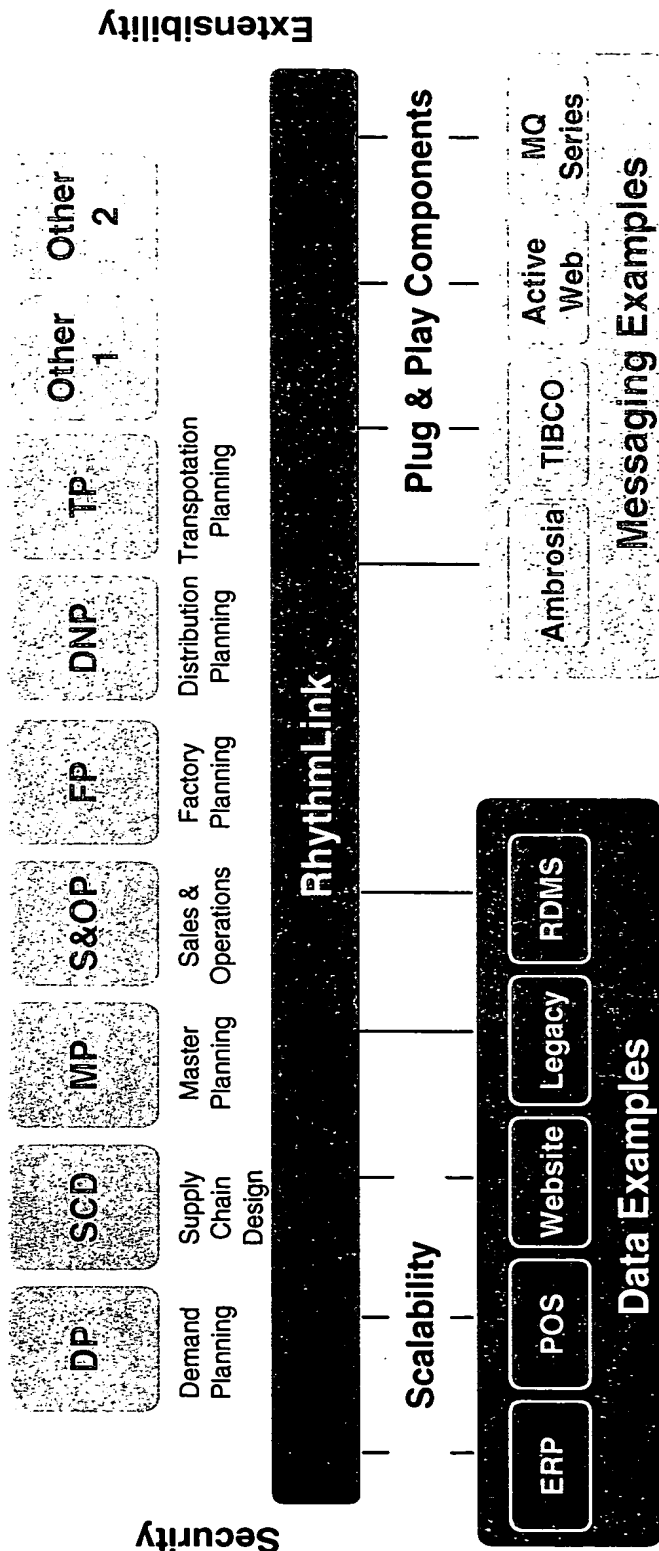 Security
Extensibility
DP
SCD
MP
S&OP
FP
DNP
TP
Other
1
Other
2
Demand
Planning
Supply
Chain
Design
Master
Planning
Sales &
Operations
Factory
Planning
Distribution
Planning
Transpotation
Planning
RhythmLink
Scalability
Plug & Play Components
ERP
POS
Website
Legacy
RDMS
Data Examples
Ambrosia
TIBCO
Active
Web
MQ
Series
Messaging Examples